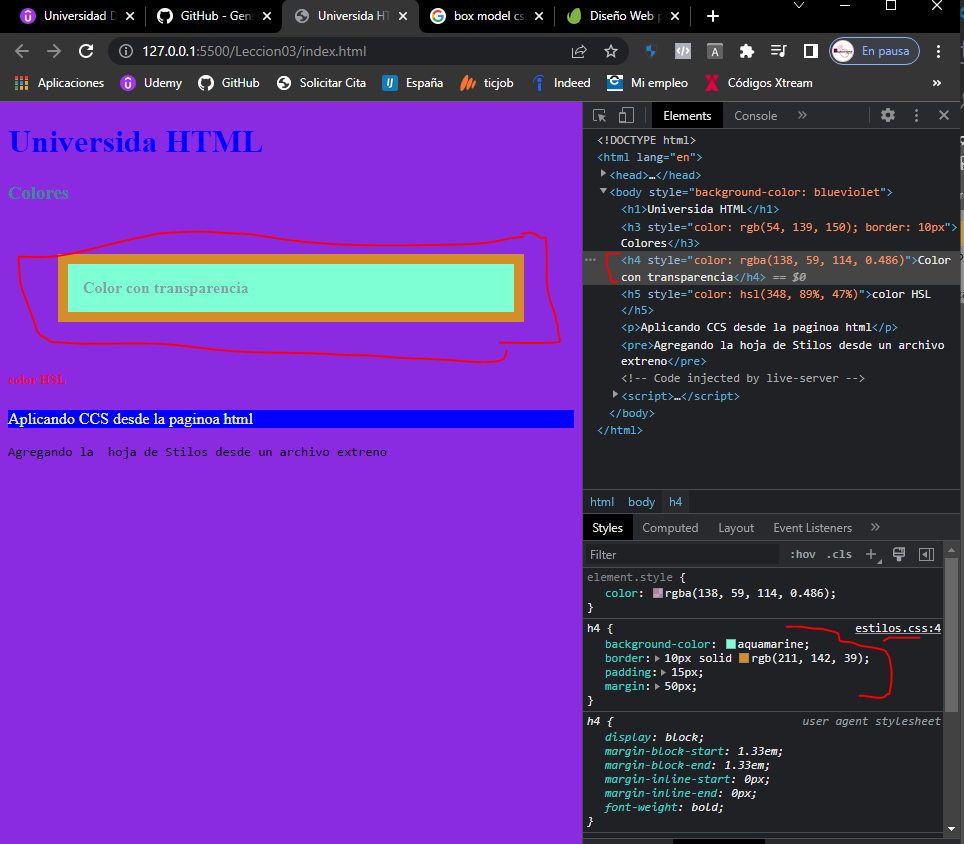 Universidad D
GitHub - Gens
Universida HT
box model cs
Diseño Web p
127.0.0.1:5500/Leccion03/index.html
A
En pausa
Aplicaciones
Udemy
GitHub
Solicitar Cita
España
ticjob
Indeed
Mi empleo
Códigos Xtream
»
Universida HTML
Colores
Color con transparencia
color HSL
Aplicando CCS desde la paginoa html
Agregando la  hoja de Stilos desde un archivo extreno
Elements
Console
»
<!DOCTYPE html>
<html lang="en">
<head>…</head>
<body style="background-color: blueviolet">
<h1>Universida HTML</h1>
<h3 style="color: rgb(54, 139, 150); border: 10px">
Colores</h3>
<h4 style="color: rgba(138, 59, 114, 0.486)">Color
con transparencia</h4> == $0
<h5 style="color: hsl(348, 89%, 47%)">color HSL
</h5>
<p>Aplicando CCS desde la paginoa html</p>
<pre>Agregando la hoja de Stilos desde un archivo
extreno</pre>
<!-- Code injected by live-server -->
<script>…</script>
</body>
</html>
html body h4
Styles
Computed
Layout
Event Listeners
»
Filter
:hov .cls +
element.style {
color: rgba(138, 59, 114, 0.486);
}
h4 {
estilos.css:4
background-color: aquamarine;
border: 10px solid rgb(211, 142, 39);
padding: 15px;
margin: 50px;
}
h4 {
user agent stylesheet
display: block;
margin-block-start: 1.33em;
margin-block-end: 1.33em;
margin-inline-start: 0px;
margin-inline-end: 0px;
font-weight: bold;
}